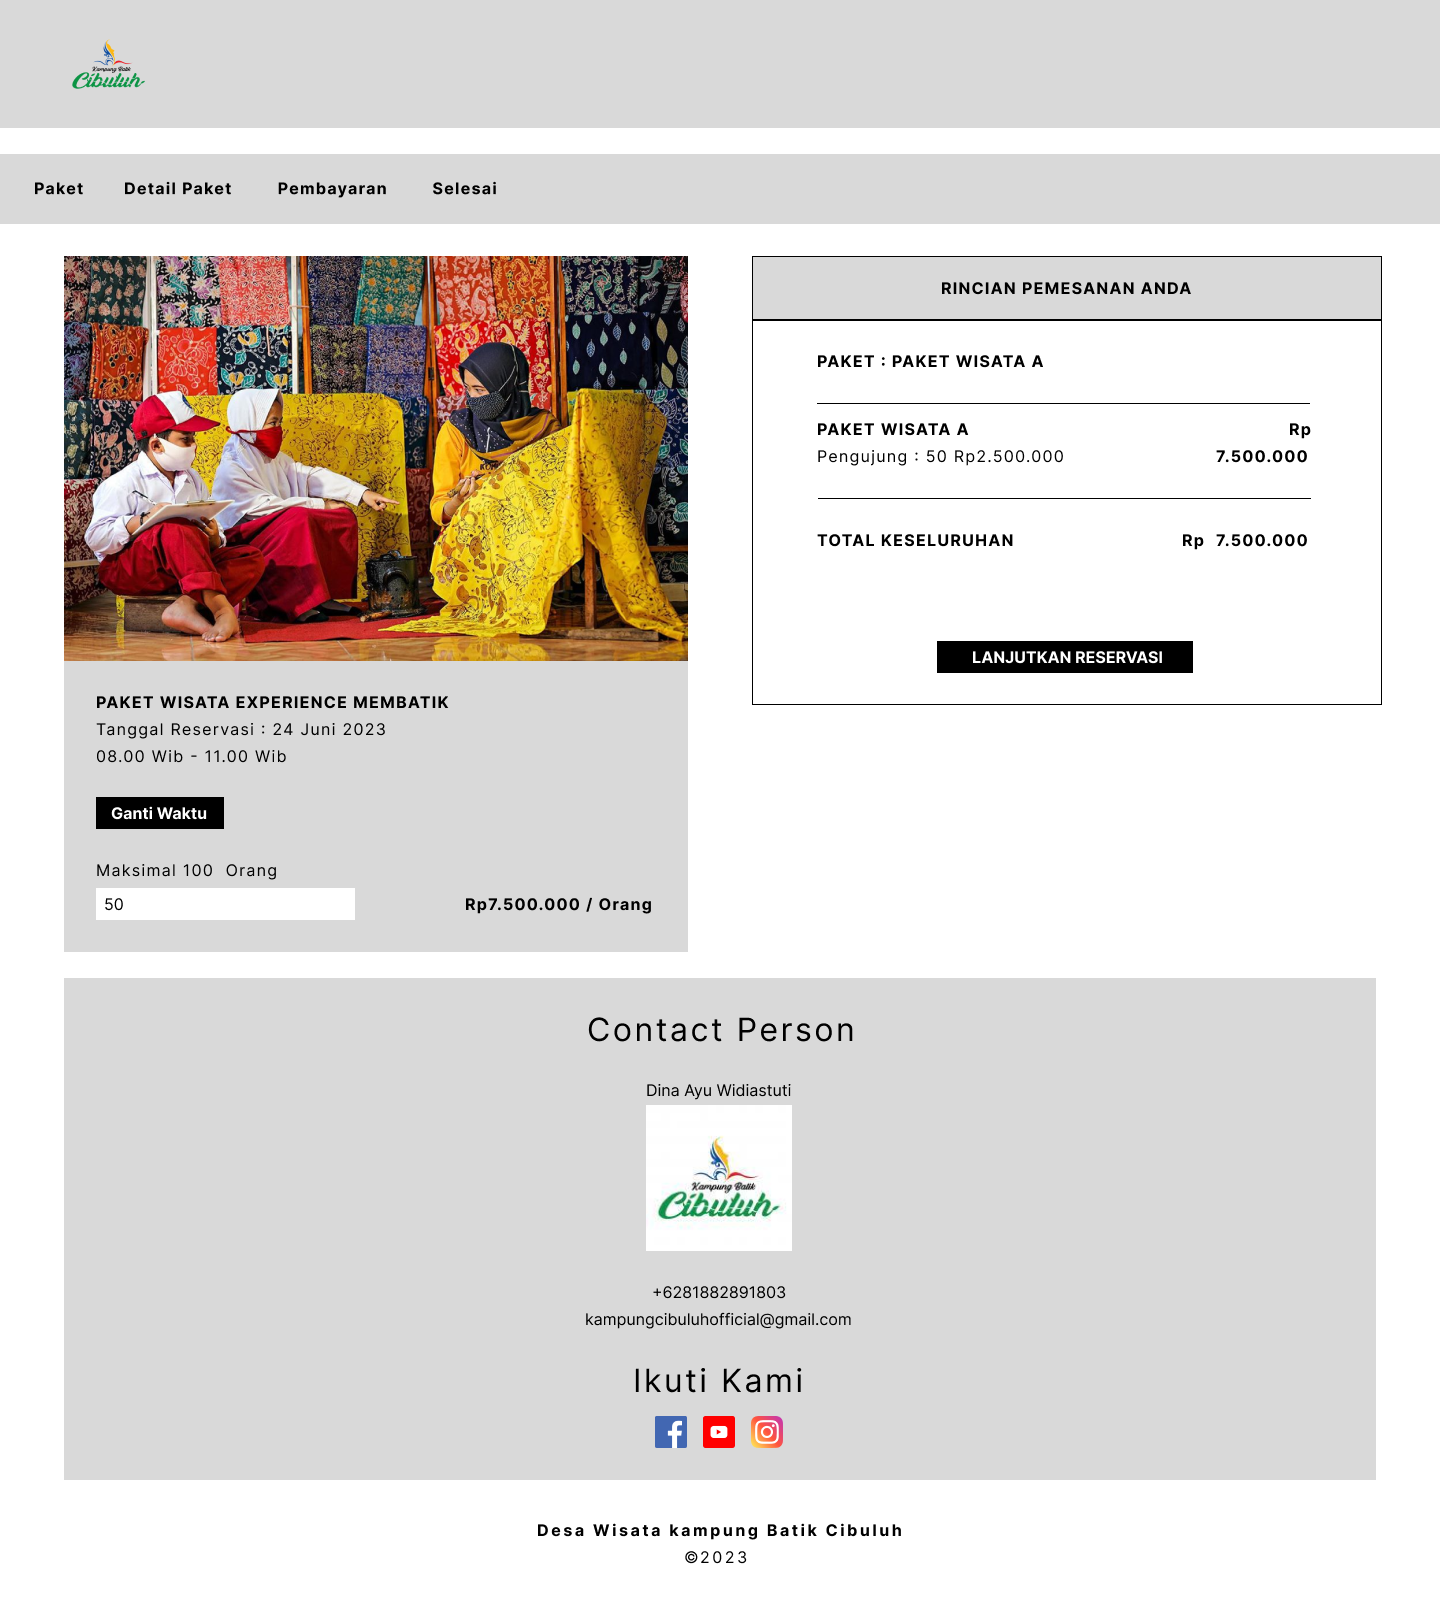 Kampung Batik
Cibuluh
Paket Detail Paket Pembayaran Selesai
PAKET WISATA EXPERIENCE MEMBATIK
Tanggal Reservasi : 24 Juni 2023
08.00 Wib - 11.00 Wib
Ganti Waktu
Maksimal 100 Orang
50
Rp7.500.000 / Orang
RINCIAN PEMESANAN ANDA
PAKET : PAKET WISATA A
PAKET WISATA A Rp
Pengujung : 50 Rp2.500.000 7.500.000
TOTAL KESELURUHAN Rp 7.500.000
LANJUTKAN RESERVASI
Contact Person
Dina Ayu Widiastuti
Kampung Batik
Cibuluh
+6281882891803
kampungcibuluhofficial@gmail.com
Ikuti Kami
Desa Wisata kampung Batik Cibuluh
©2023